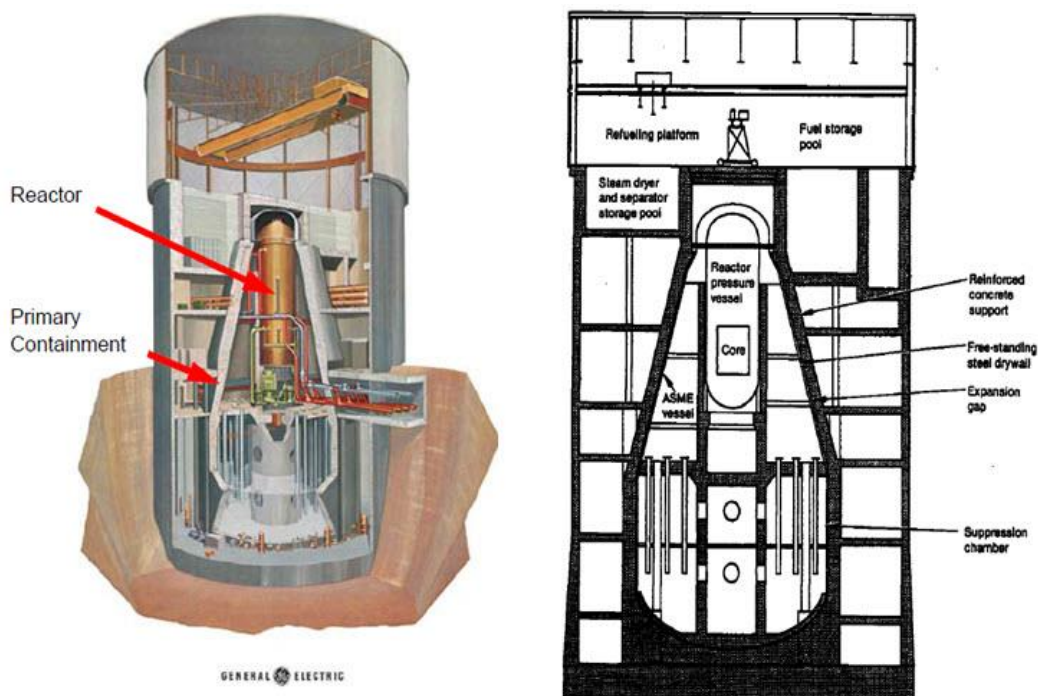 Reactor
Primary
Containment
GENERAL ELECTRIC
Refueling platform
Fuel storage
pool
Steam dryer
and separator
storage pool
Reactor
pressure
vessel
Core
ASME
vessel
Reinforced
concrete
support
Free-standing
steel drywall
Expansion
gap
Suppression
chamber